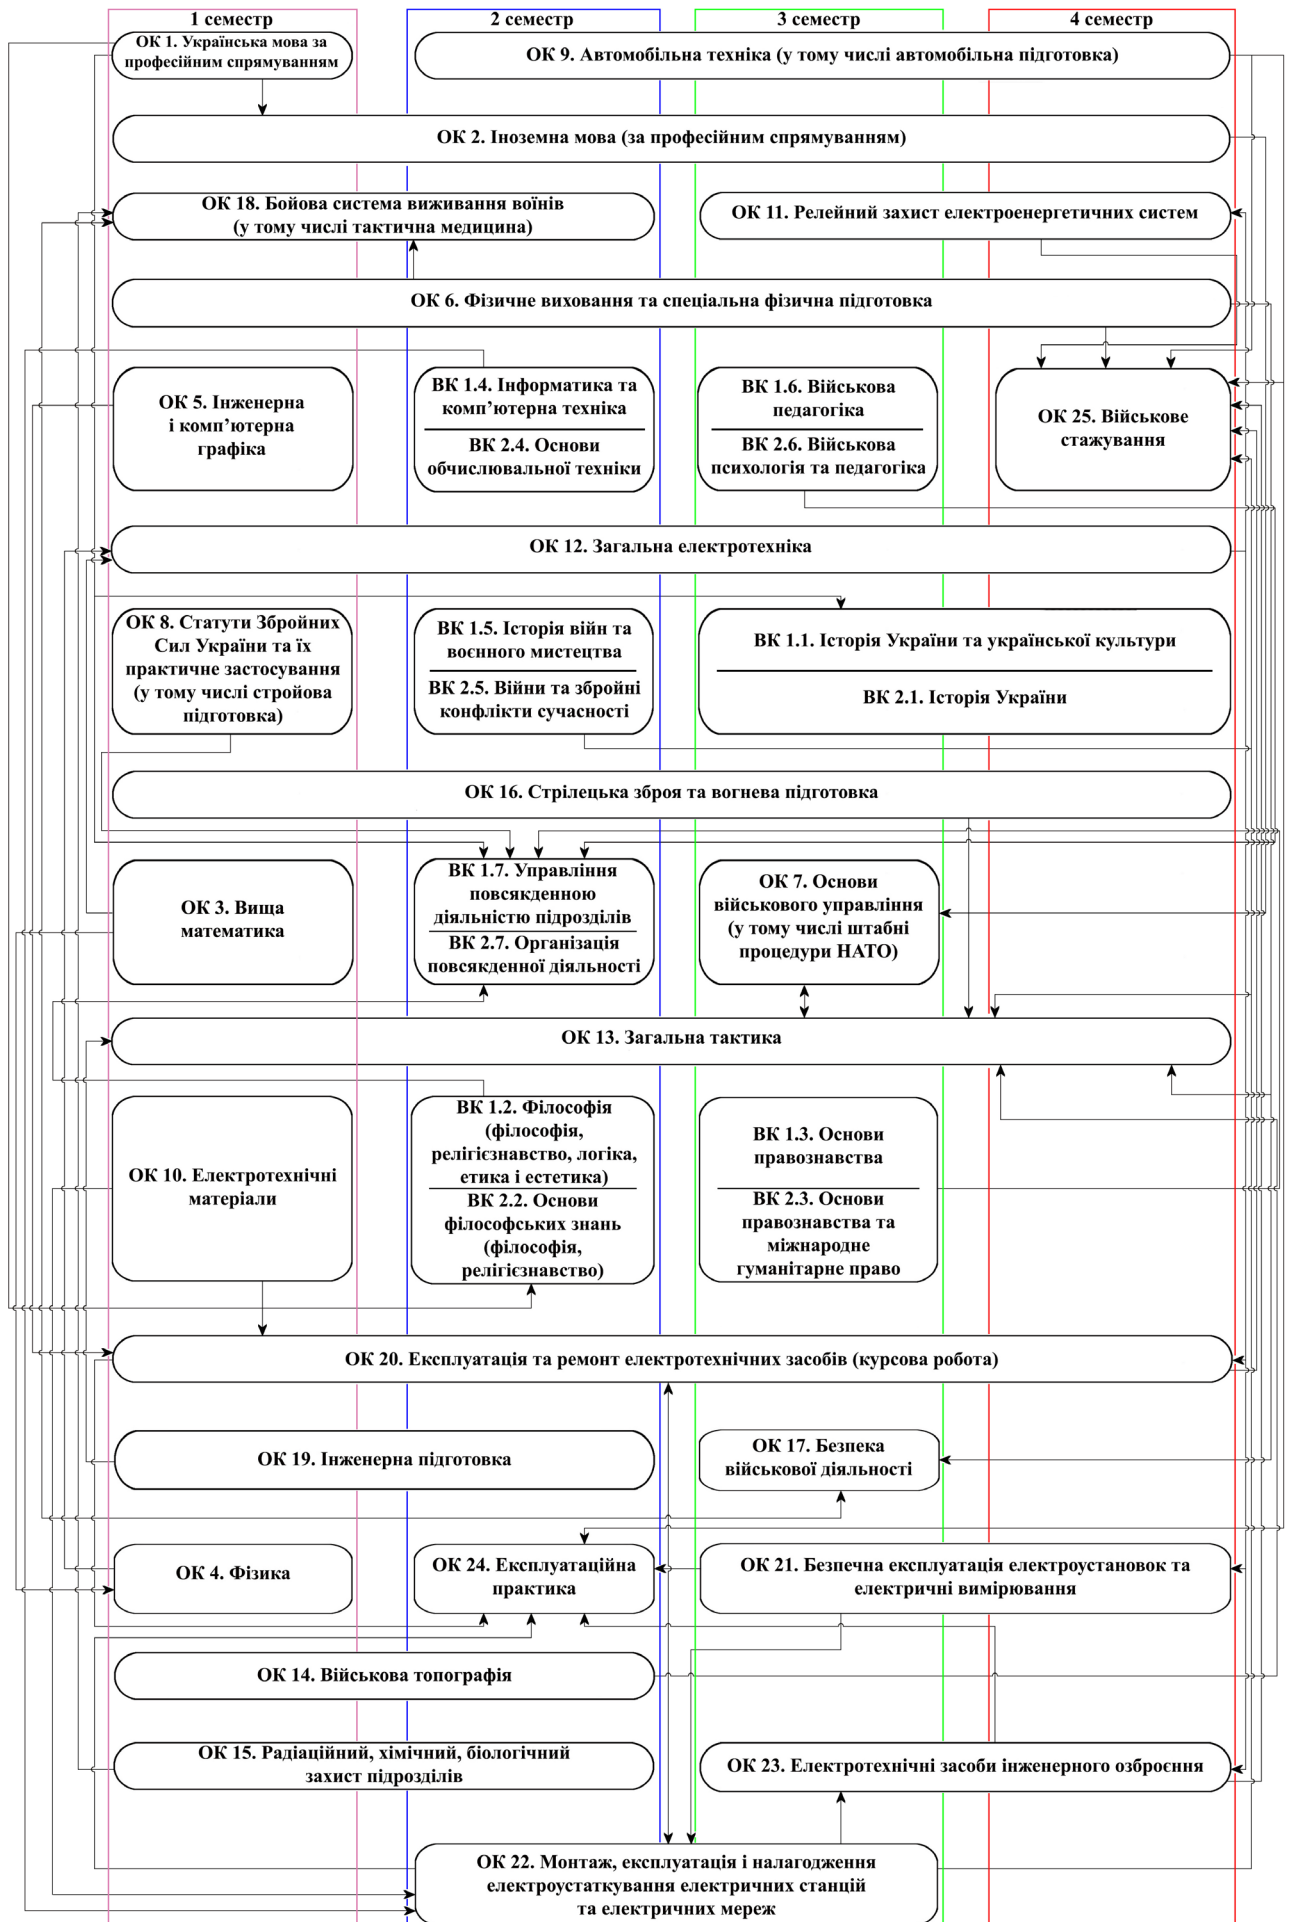 1 семестр
2 семестр
3 семестр
4 семестр
ОК 1. Українська мова за
професійним спрямуванням
ОК 9. Автомобільна техніка (у тому числі автомобільна підготовка)
ОК 2. Іноземна мова (за професійним спрямуванням)
ОК 18. Бойова система виживання воїнів
(у тому числі тактична медицина)
ОК 11. Релейний захист електроенергетичних систем
ОК 6. Фізичне виховання та спеціальна фізична підготовка
ОК 5. Інженерна
і комп’ютерна
графіка
ВК 1.4. Інформатика та
комп’ютерна техніка
ВК 2.4. Основи
обчислювальної техніки
ВК 1.6. Військова
педагогіка
ВК 2.6. Військова
психологія та педагогіка
ОК 25. Військове
стажування
ОК 12. Загальна електротехніка
ОК 8. Статути Збройних
Сил України та їх
практичне застосування
(у тому числі стройова
підготовка)
ВК 1.5. Історія війн та
воєнного мистецтва
ВК 2.5. Війни та збройні
конфлікти сучасності
ВК 1.1. Історія України та української культури
ВК 2.1. Історія України
ОК 16. Стрілецька зброя та вогнева підготовка
ОК 3. Вища
математика
ВК 1.7. Управління
повсякденною
діяльністю підрозділів
ВК 2.7. Організація
повсякденної діяльності
ОК 7. Основи
військового управління
(у тому числі штабні
процедури НАТО)
ОК 13. Загальна тактика
ОК 10. Електротехнічні
матеріали
ВК 1.2. Філософія
(філософія,
релігієзнавство, логіка,
етика і естетика)
ВК 2.2. Основи
філософських знань
(філософія,
релігієзнавство)
ВК 1.3. Основи
правознавства
ВК 2.3. Основи
правознавства та
міжнародне
гуманітарне право
ОК 20. Експлуатація та ремонт електротехнічних засобів (курсова робота)
ОК 19. Інженерна підготовка
ОК 17. Безпека
військової діяльності
ОК 4. Фізика
ОК 24. Експлуатаційна
практика
ОК 21. Безпечна експлуатація електроустановок та
електричні вимірювання
ОК 14. Військова топографія
ОК 15. Радіаційний, хімічний, біологічний
захист підрозділів
ОК 23. Електротехнічні засоби інженерного озброєння
ОК 22. Монтаж, експлуатація і налагодження
електроустаткування електричних станцій
та електричних мереж